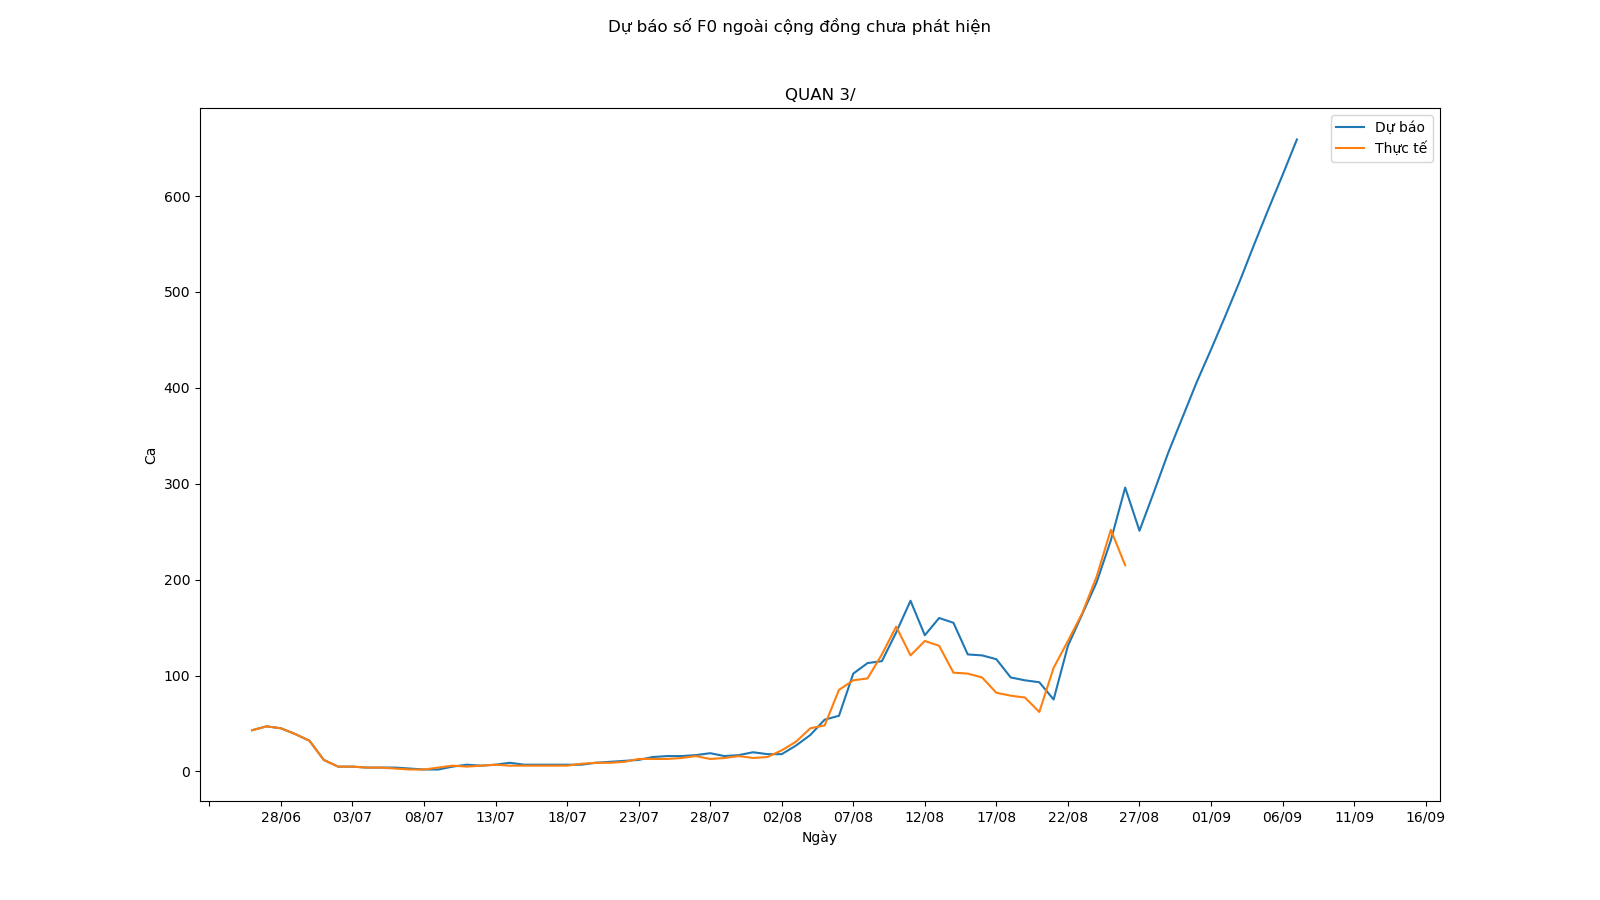 Dự báo số F0 ngoài cộng đồng chưa phát hiện
QUAN 3/
Dự báo
Thực tế
600
500
400
300
200
100
0
Ca
28/06 03/07 08/07 13/07 18/07 23/07 28/07 02/08 07/08 12/08 17/08 22/08 27/08 01/09 06/09 11/09 16/09
Ngày